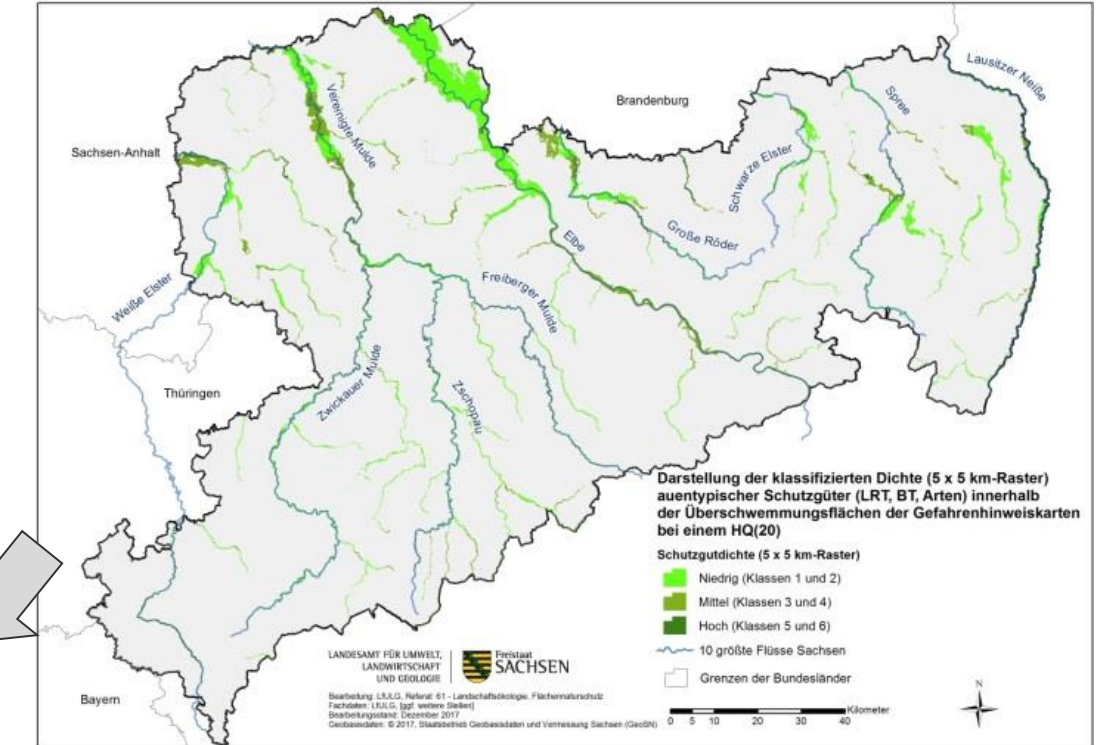 Brandenburg
Lausitzer Neiße
Spree
Vereinigte Mulde
Sachsen-Anhalt
Schwarze Elster
Große Röder
Elbe
Freiberger Mulde
Weiße Elster
Thüringen
Zwickauer Mulde
Zschopau
Bayern
Darstellung der klassifizierten Dichte (5 x 5 km-Raster)
auentypischer Schutzgüter (LRT, BT, Arten) innerhalb
der Überschwemmungsflächen der Gefahrenhinweiskarten
bei einem HQ(20)
Schutzgutdichte (5 x 5 km-Raster)
Niedrig (Klassen 1 und 2)
Mittel (Klassen 3 und 4)
Hoch (Klassen 5 und 6)
10 größte Flüsse Sachsen
Grenzen der Bundesländer
LANDESAMT FÜR UMWELT,
LANDWIRTSCHAFT
UND GEOLOGIE
Freistaat
SACHSEN
Bearbeitung: LfULG, Referat 61 - Landschaftsökologie, Flächennaturschutz
Fachdaten: LfULG, [ggf. weitere Stellen]
Bearbeitungsstand: Dezember 2017
Geobasisdaten: © 2017, Staatsbetrieb Geobasisdaten und Vermessung Sachsen (GeoSN)
Kilometer
0 5 10 20 30 40
N